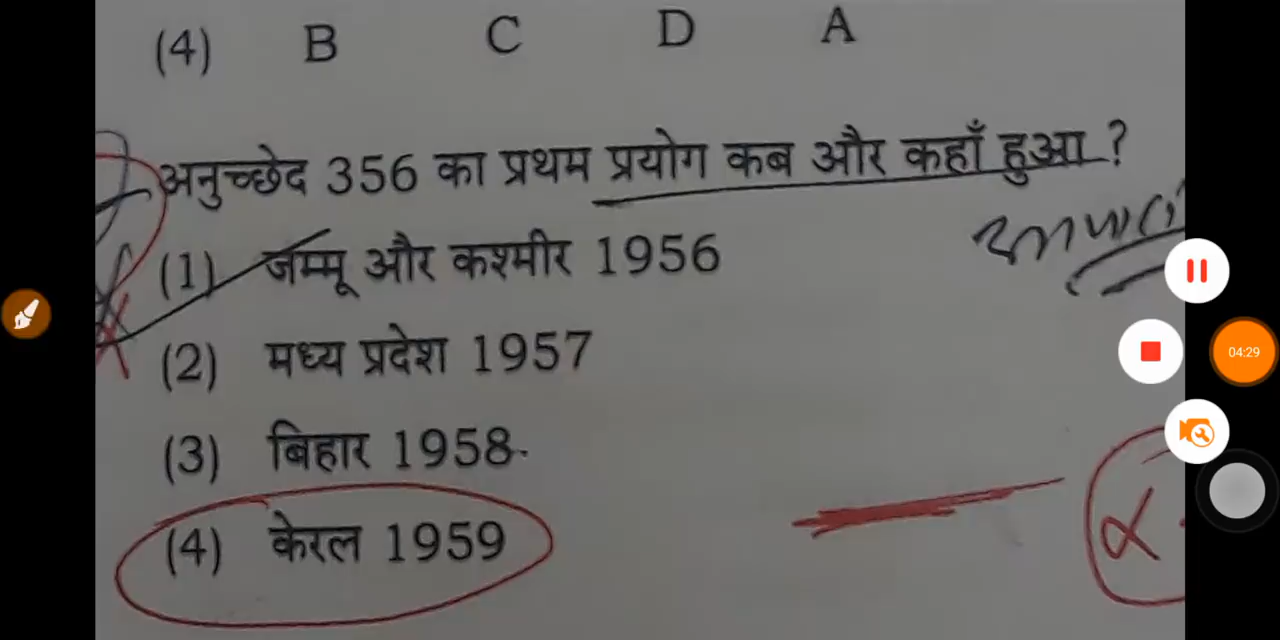 (4) B C D A
अनुच्छेद 356 का प्रथम प्रयोग कब और कहाँ हुआ ?
(1) जम्मू और कश्मीर 1956
(2) मध्य प्रदेश 1957
(3) बिहार 1958
(4) केरल 1959
04:29